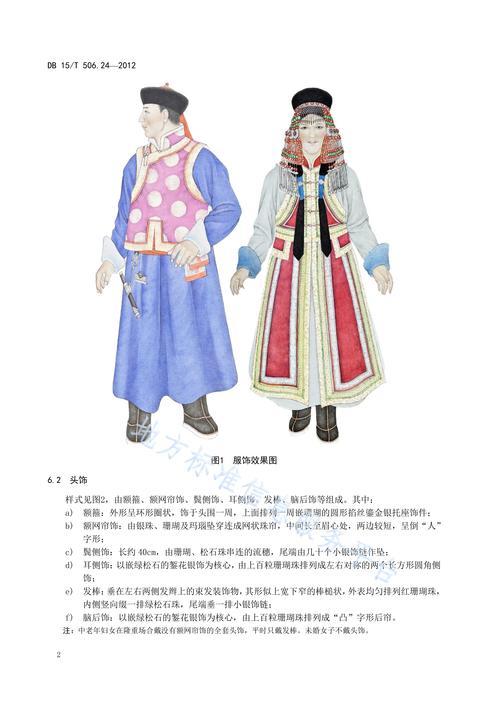 DB 15/T 506.24—2012
图1 服饰效果图
6.2 头饰
样式见图2，由额箍、额网帘饰、鬓侧饰、耳侧饰、发棒、脑后饰等组成。其中：
a) 额箍：外形呈环形圈状，饰于头围一周，上面排列一周嵌珊瑚的圆形掐丝鎏金银托座饰件；
b) 额网帘饰：由银珠、珊瑚及玛瑙坠穿连成网状珠帘，中间长至眉心处，两边较短，呈倒“人”
字形；
c) 鬓侧饰：长约 40cm，由珊瑚、松石珠串连的流穗，尾端由几十个小银饰链作坠；
d) 耳侧饰：以嵌绿松石的錾花银饰为核心，由上百粒珊瑚珠排列成左右对称的两个长方形圆角侧
饰；
e) 发棒：垂在左右两侧发辫上的束发装饰物，其形似上宽下窄的棒槌状，外表均匀排列红珊瑚珠，
内侧竖向缀一排绿松石珠，尾端垂一排小银饰链；
f) 脑后饰：以嵌绿松石的錾花银饰为核心，由上百粒珊瑚珠排列成“凸”字形后帘。
注：中老年妇女在隆重场合戴没有额网帘饰的全套头饰，平时只戴发棒。未婚女子不戴头饰。
2
地方标准信息服务平台